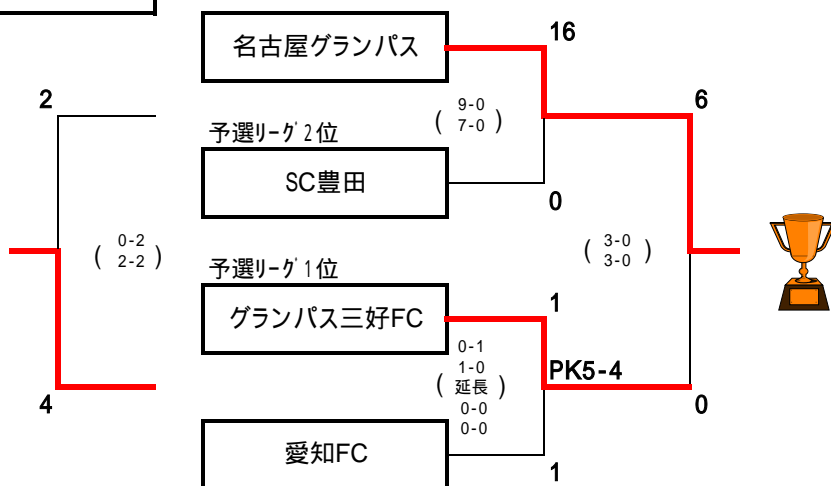 名古屋グランパス
16
2
6
9-0
( 7-0 )
予選リーグ2位
SC豊田
0
0-2
( 2-2 )
3-0
( 3-0 )
予選リーグ1位
グランパス三好FC
1
0-1
1-0
( 延長 )
0-0
0-0
PK5-4
4
0
愛知FC
1